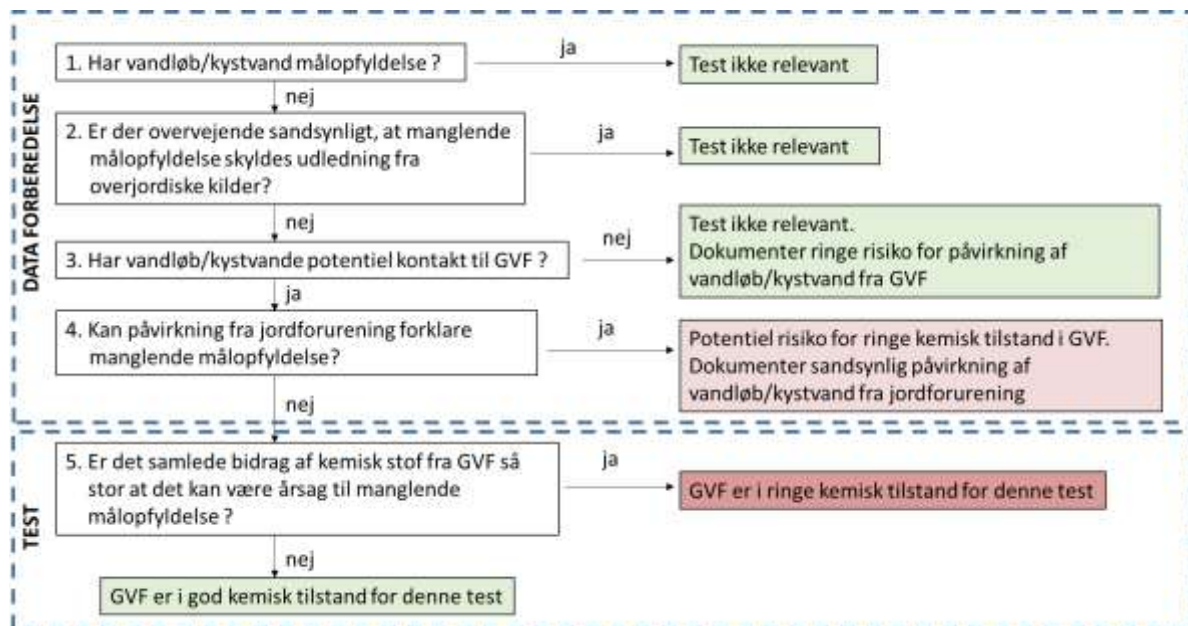 DATA FORBEREDELSE
1. Har vandløb/kystvand målopfyldelse ?
ja
Test ikke relevant
nej
2. Er der overvejende sandsynligt, at manglende
målopfyldelse skyldes udledning fra
overjordiske kilder?
ja
Test ikke relevant
nej
3. Har vandløb/kystvande potentiel kontakt til GVF ?
nej
Test ikke relevant.
Dokumenter ringe risiko for påvirkning af
vandløb/kystvand fra GVF
ja
4. Kan påvirkning fra jordforurening forklare
manglende målopfyldelse?
ja
Potentiel risiko for ringe kemisk tilstand i GVF.
Dokumenter sandsynlig påvirkning af
vandløb/kystvand fra jordforurening
nej
TEST
5. Er det samlede bidrag af kemisk stof fra GVF så
stor at det kan være årsag til manglende
målopfyldelse ?
ja
GVF er i ringe kemisk tilstand for denne test
nej
GVF er i god kemisk tilstand for denne test